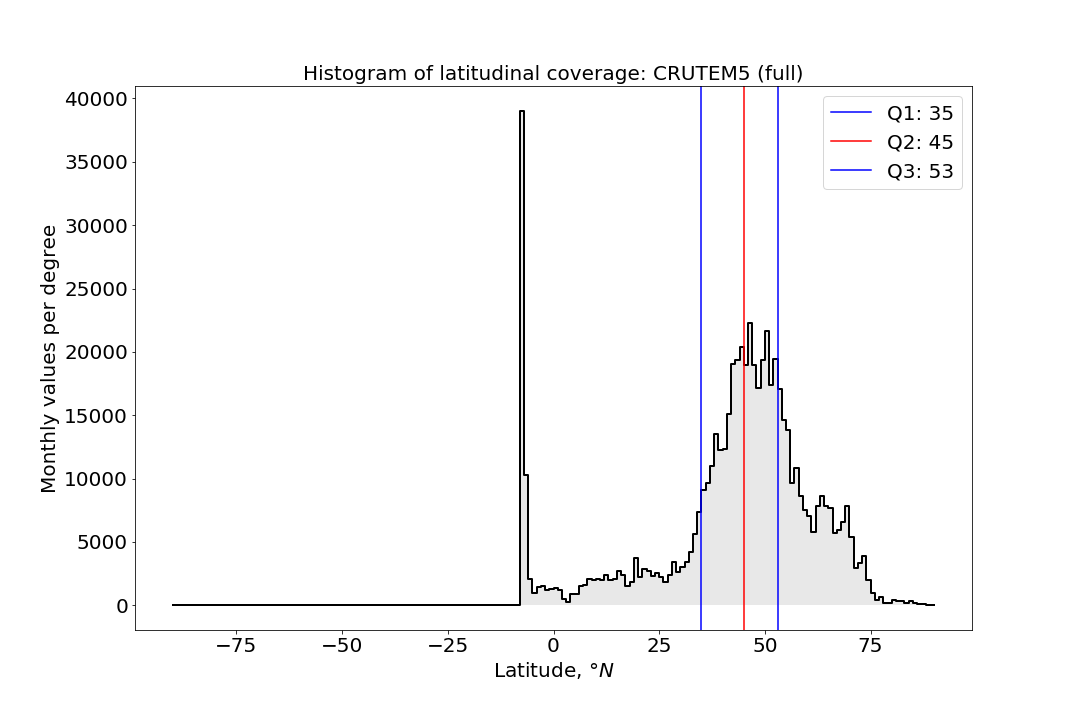 Histogram of latitudinal coverage: CRUTEM5 (full)
40000
35000
30000
25000
20000
15000
10000
5000
0
Monthly values per degree
Q1: 35
Q2: 45
Q3: 53
−75 −50 −25 0 25 50 75
Latitude, °N